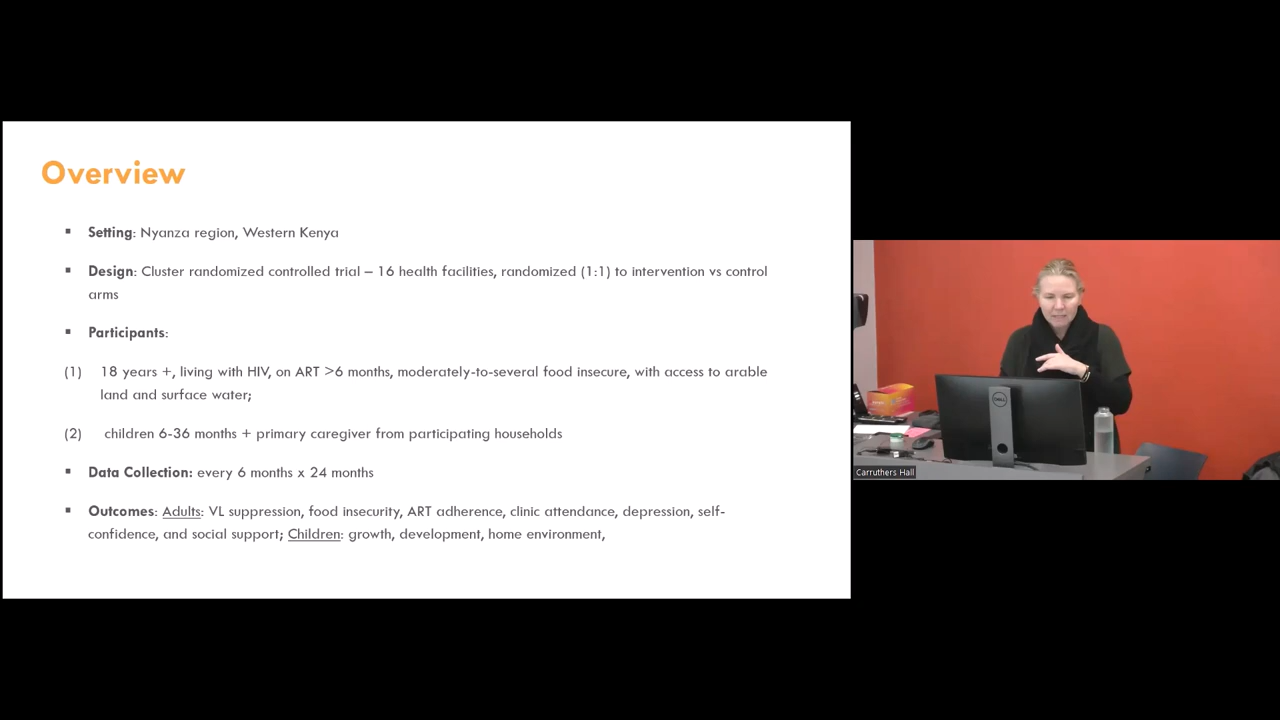 Overview
▪ Setting: Nyanza region, Western Kenya
▪ Design: Cluster randomized controlled trial – 16 health facilities, randomized (1:1) to intervention vs control
arms
▪ Participants:
(1) 18 years +, living with HIV, on ART >6 months, moderately-to-several food insecure, with access to arable
land and surface water;
(2) children 6-36 months + primary caregiver from participating households
▪ Data Collection: every 6 months x 24 months
▪ Outcomes: Adults: VL suppression, food insecurity, ART adherence, clinic attendance, depression, self-
confidence, and social support; Children: growth, development, home environment,
DELL
Carruthers Hall